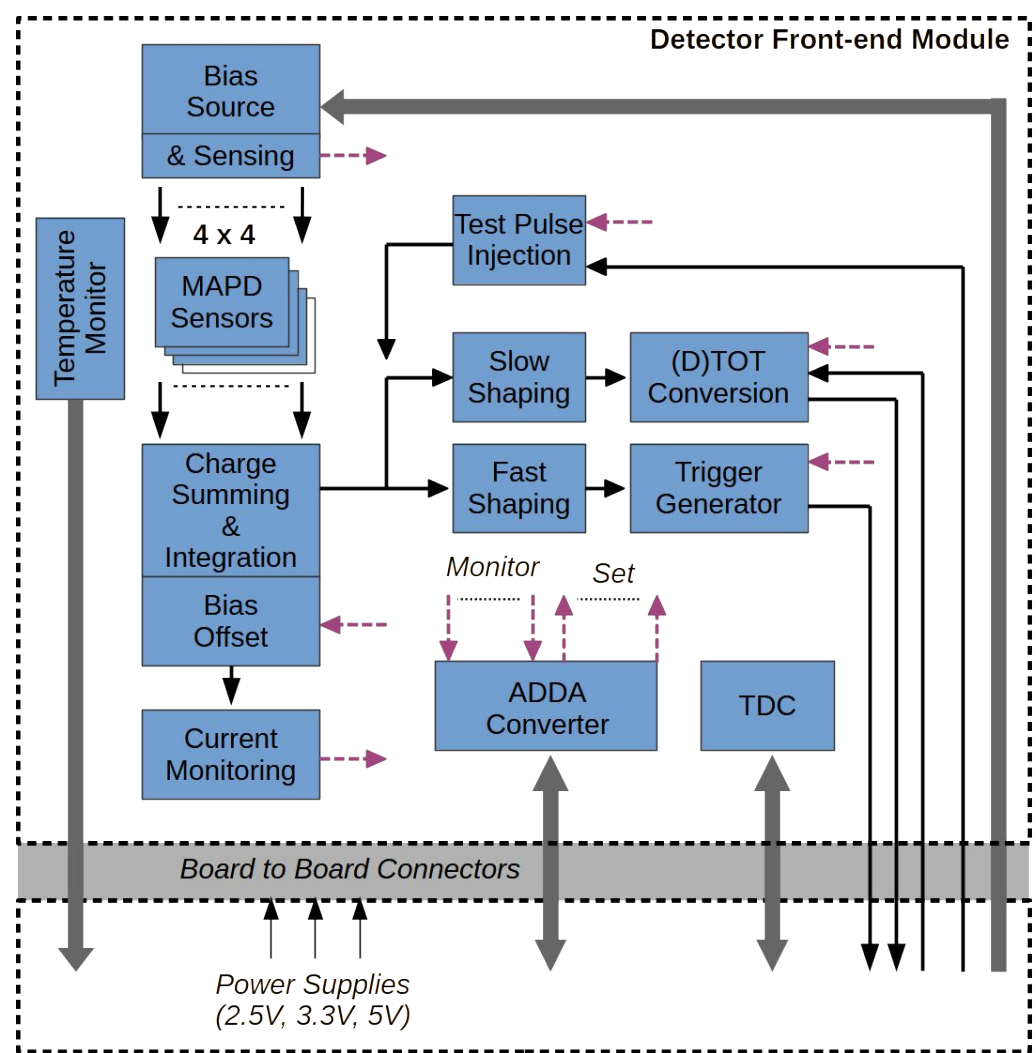 Detector Front-end Module
Bias
Source
& Sensing
4 x 4
Temperature
Monitor
MAPD
Sensors
Test Pulse
Injection
Slow
Shaping
(D)TOT
Conversion
Charge
Summing
&
Integration
Fast
Shaping
Trigger
Generator
Bias
Offset
Monitor
Set
ADDA
Converter
TDC
Current
Monitoring
Board to Board Connectors
Power Supplies
(2.5V, 3.3V, 5V)